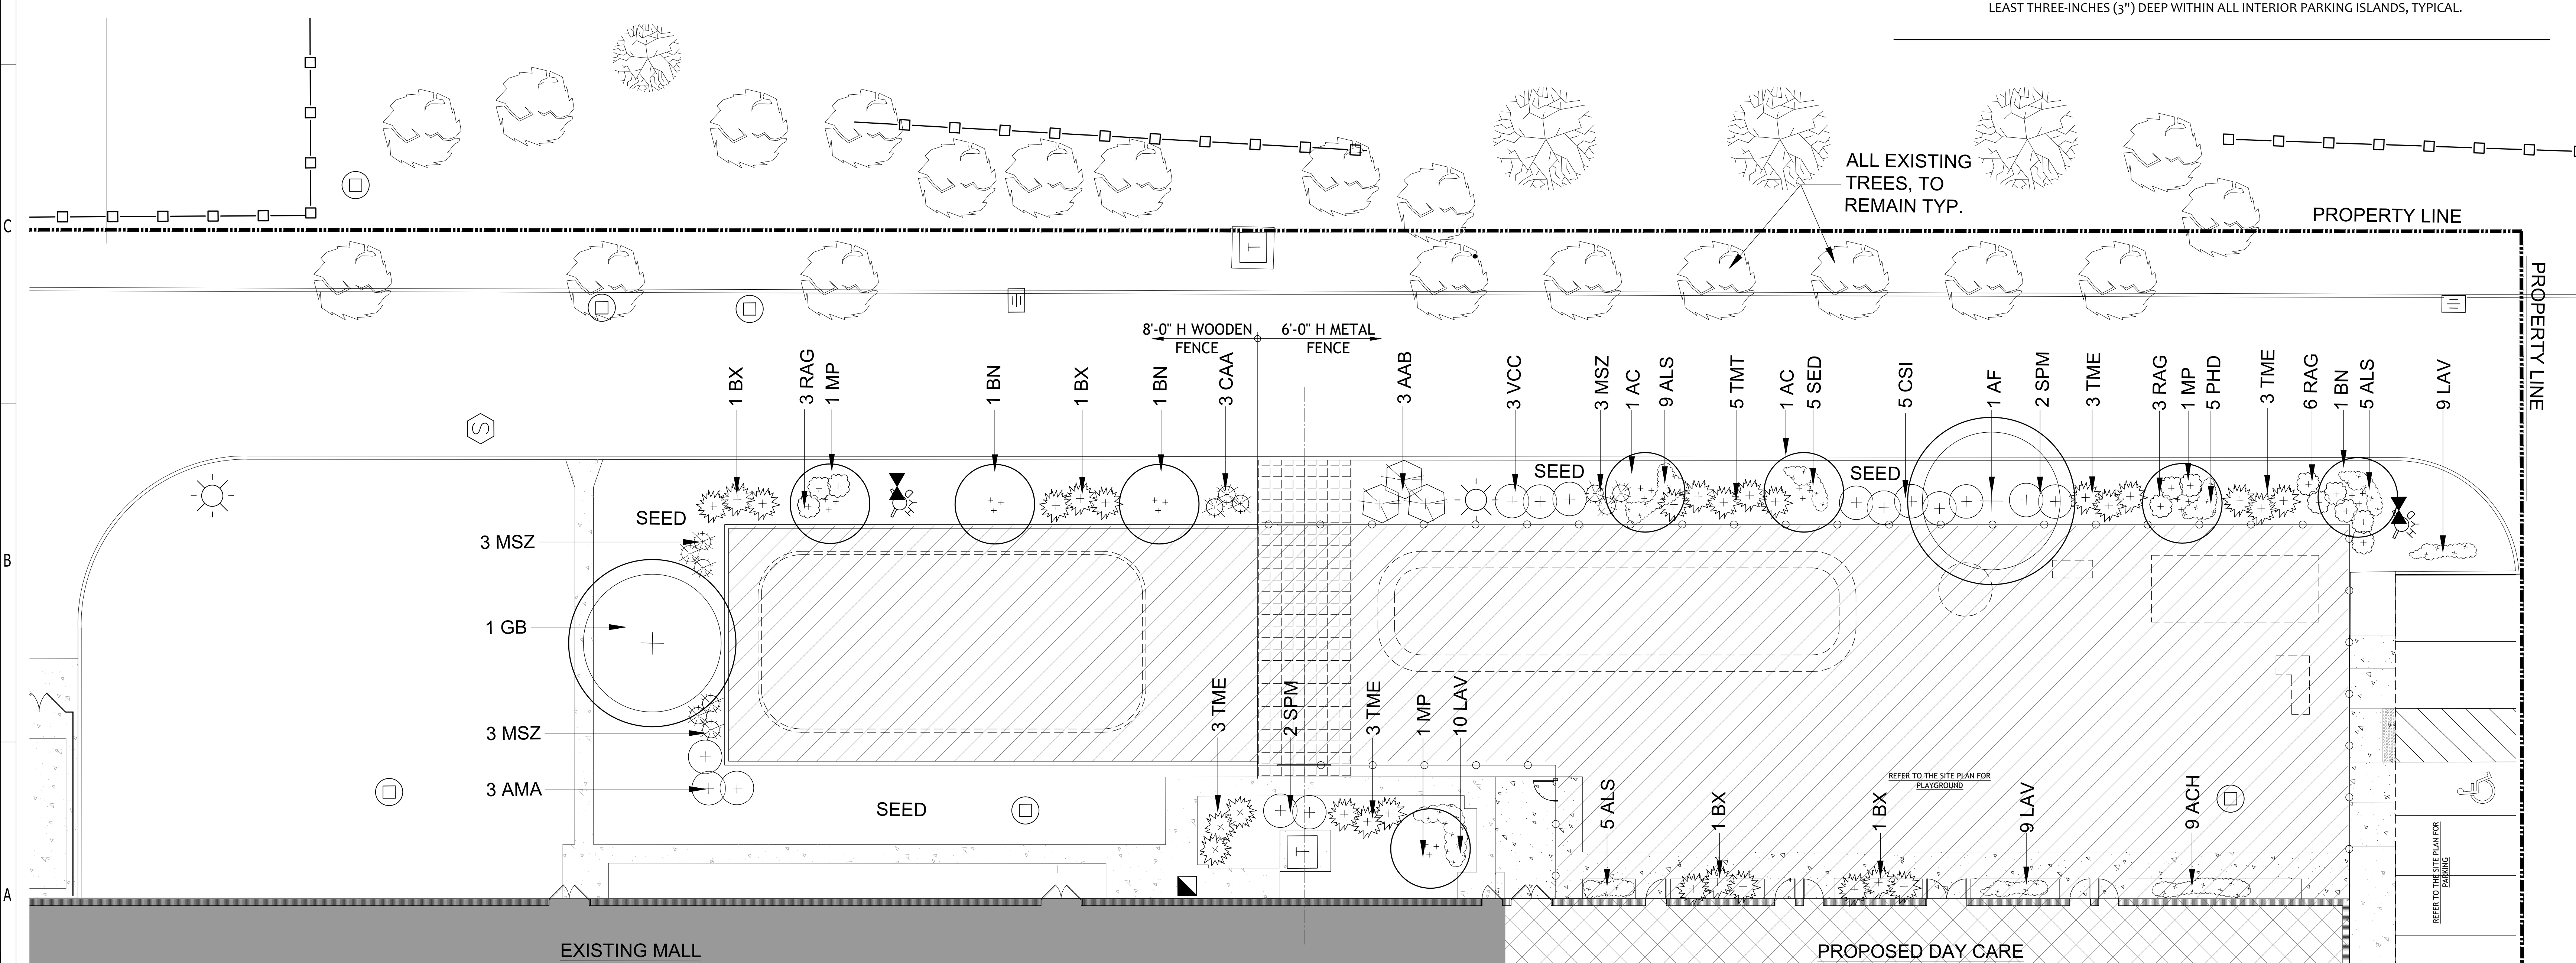 LEAST THREE-INCHES (3") DEEP WITHIN ALL INTERIOR PARKING ISLANDS, TYPICAL.
ALL EXISTING
TREES, TO
REMAIN TYP.
C
PROPERTY LINE
PROPERTY LINE
T
8'-0" H WOODEN
FENCE
6'-0" H METAL
FENCE
1 BX
3 RAG
1 MP
1 BN
1 BX
1 BN
3 CAA
3 AAB
3 VCC
3 MSZ
1 AC
9 ALS
5 TMT
1 AC
5 SED
5 CSI
1 AF
2 SPM
3 TME
3 RAG
1 MP
5 PHD
3 TME
6 RAG
1 BN
5 ALS
9 LAV
S
SEED
SEED
SEED
HYD
HYD
3 MSZ
B
1 GB
3 MSZ
3 AMA
SEED
3 TME
2 SPM
3 TME
1 MP
10 LAV
REFER TO THE SITE PLAN FOR
PLAYGROUND
5 ALS
1 BX
1 BX
9 LAV
9 ACH
T
REFER TO THE SITE PLAN FOR
PARKING
A
EXISTING MALL
PROPOSED DAY CARE